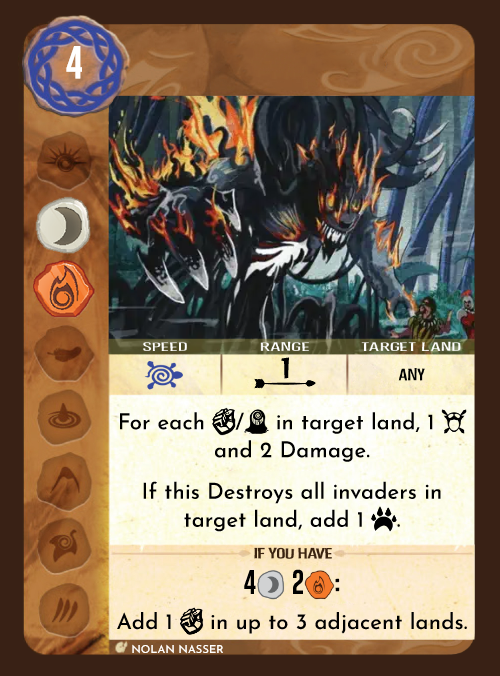 4
SPEED RANGE TARGET LAND
1 ANY
For each / in target land, 1
and 2 Damage.
If this Destroys all invaders in
target land, add 1 .
IF YOU HAVE
4 2 :
Add 1 in up to 3 adjacent lands.
NOLAN NASSER